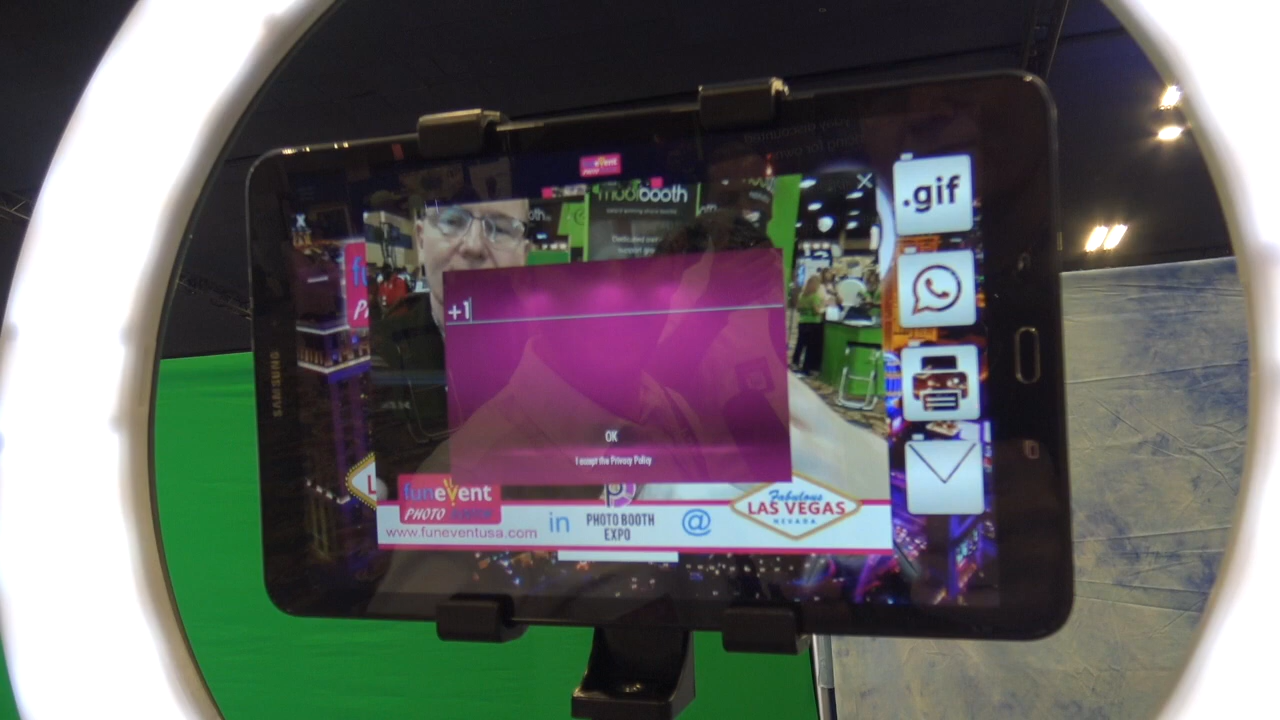 SAMSUNG
.gif
booth
+1
OK
I accept the Privacy Policy
funevent
PHOTO
www.funeventusa.com
in
PHOTO BOOTH
EXPO
@
Fabulous
LAS VEGAS
NEVADA